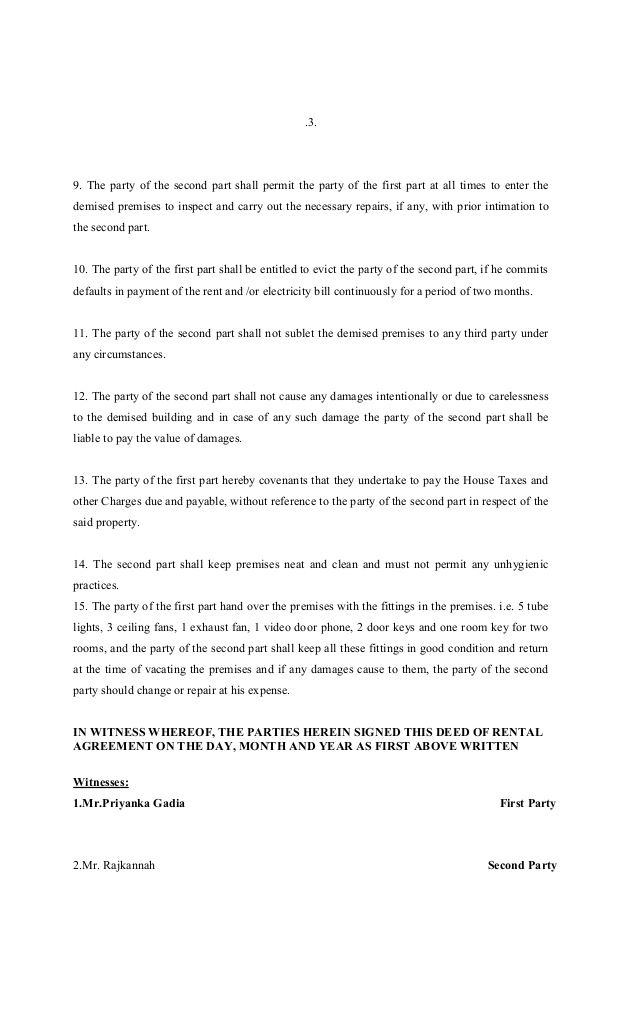 .3.
9. The party of the second part shall permit the party of the first part at all times to enter the
demised premises to inspect and carry out the necessary repairs, if any, with prior intimation to
the second part.
10. The party of the first part shall be entitled to evict the party of the second part, if he commits
defaults in payment of the rent and /or electricity bill continuously for a period of two months.
11. The party of the second part shall not sublet the demised premises to any third party under
any circumstances.
12. The party of the second part shall not cause any damages intentionally or due to carelessness
to the demised building and in case of any such damage the party of the second part shall be
liable to pay the value of damages.
13. The party of the first part hereby covenants that they undertake to pay the House Taxes and
other Charges due and payable, without reference to the party of the second part in respect of the
said property.
14. The second part shall keep premises neat and clean and must not permit any unhygienic
practices.
15. The party of the first part hand over the premises with the fittings in the premises. i.e. 5 tube
lights, 3 ceiling fans, 1 exhaust fan, 1 video door phone, 2 door keys and one room key for two
rooms, and the party of the second part shall keep all these fittings in good condition and return
at the time of vacating the premises and if any damages cause to them, the party of the second
party should change or repair at his expense.
IN WITNESS WHEREOF, THE PARTIES HEREIN SIGNED THIS DEED OF RENTAL
AGREEMENT ON THE DAY, MONTH AND YEAR AS FIRST ABOVE WRITTEN
Witnesses:
1.Mr.Priyanka Gadia First Party
2.Mr. Rajkannah Second Party